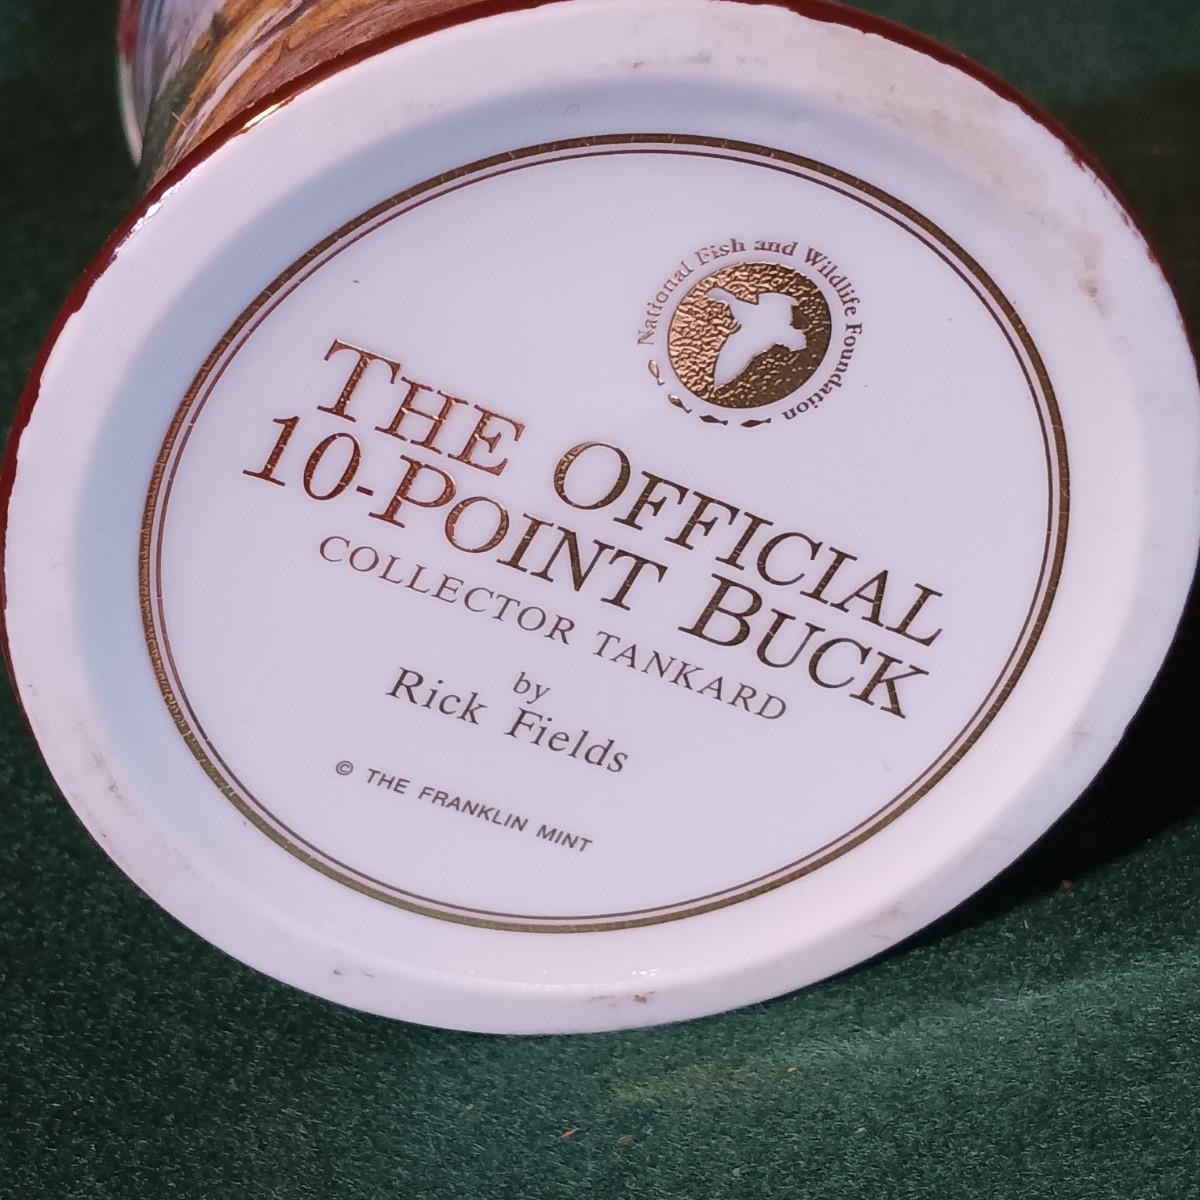 National Fish and Wildlife Foundation
THE OFFICIAL
10-POINT BUCK
COLLECTOR TANKARD
by
Rick Fields
© THE FRANKLIN MINT